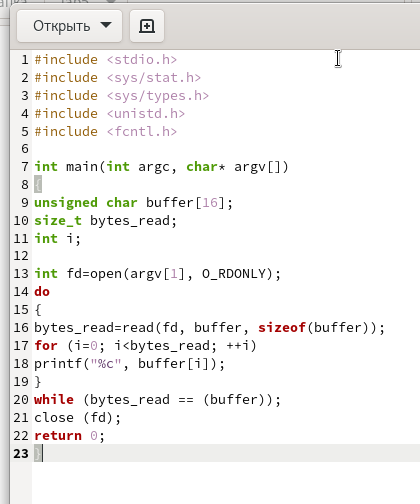 Открыть
1 #include <stdio.h>
2 #include <sys/stat.h>
3 #include <sys/types.h>
4 #include <unistd.h>
5 #include <fcntl.h>
6
7 int main(int argc, char* argv[])
8 {
9 unsigned char buffer[16];
10 size_t bytes_read;
11 int i;
12
13 int fd=open(argv[1], O_RDONLY);
14 do
15 {
16 bytes_read=read(fd, buffer, sizeof(buffer));
17 for (i=0; i<bytes_read; ++i)
18 printf("%c", buffer[i]);
19 }
20 while (bytes_read == (buffer));
21 close (fd);
22 return 0;
23 }